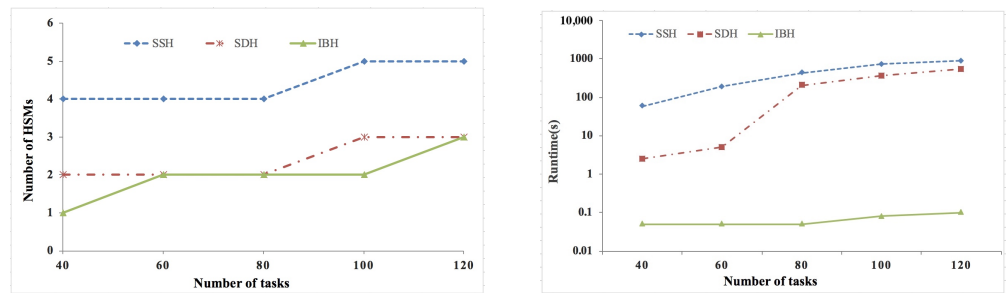 6
5
4
3
2
1
0
Number of HSMs
SSH SDH IBH
40 60 80 100 120
Number of tasks
10,000
1000
100
10
1
0.1
0.01
Runtime(s)
SSH SDH IBH
40 60 80 100 120
Number of tasks